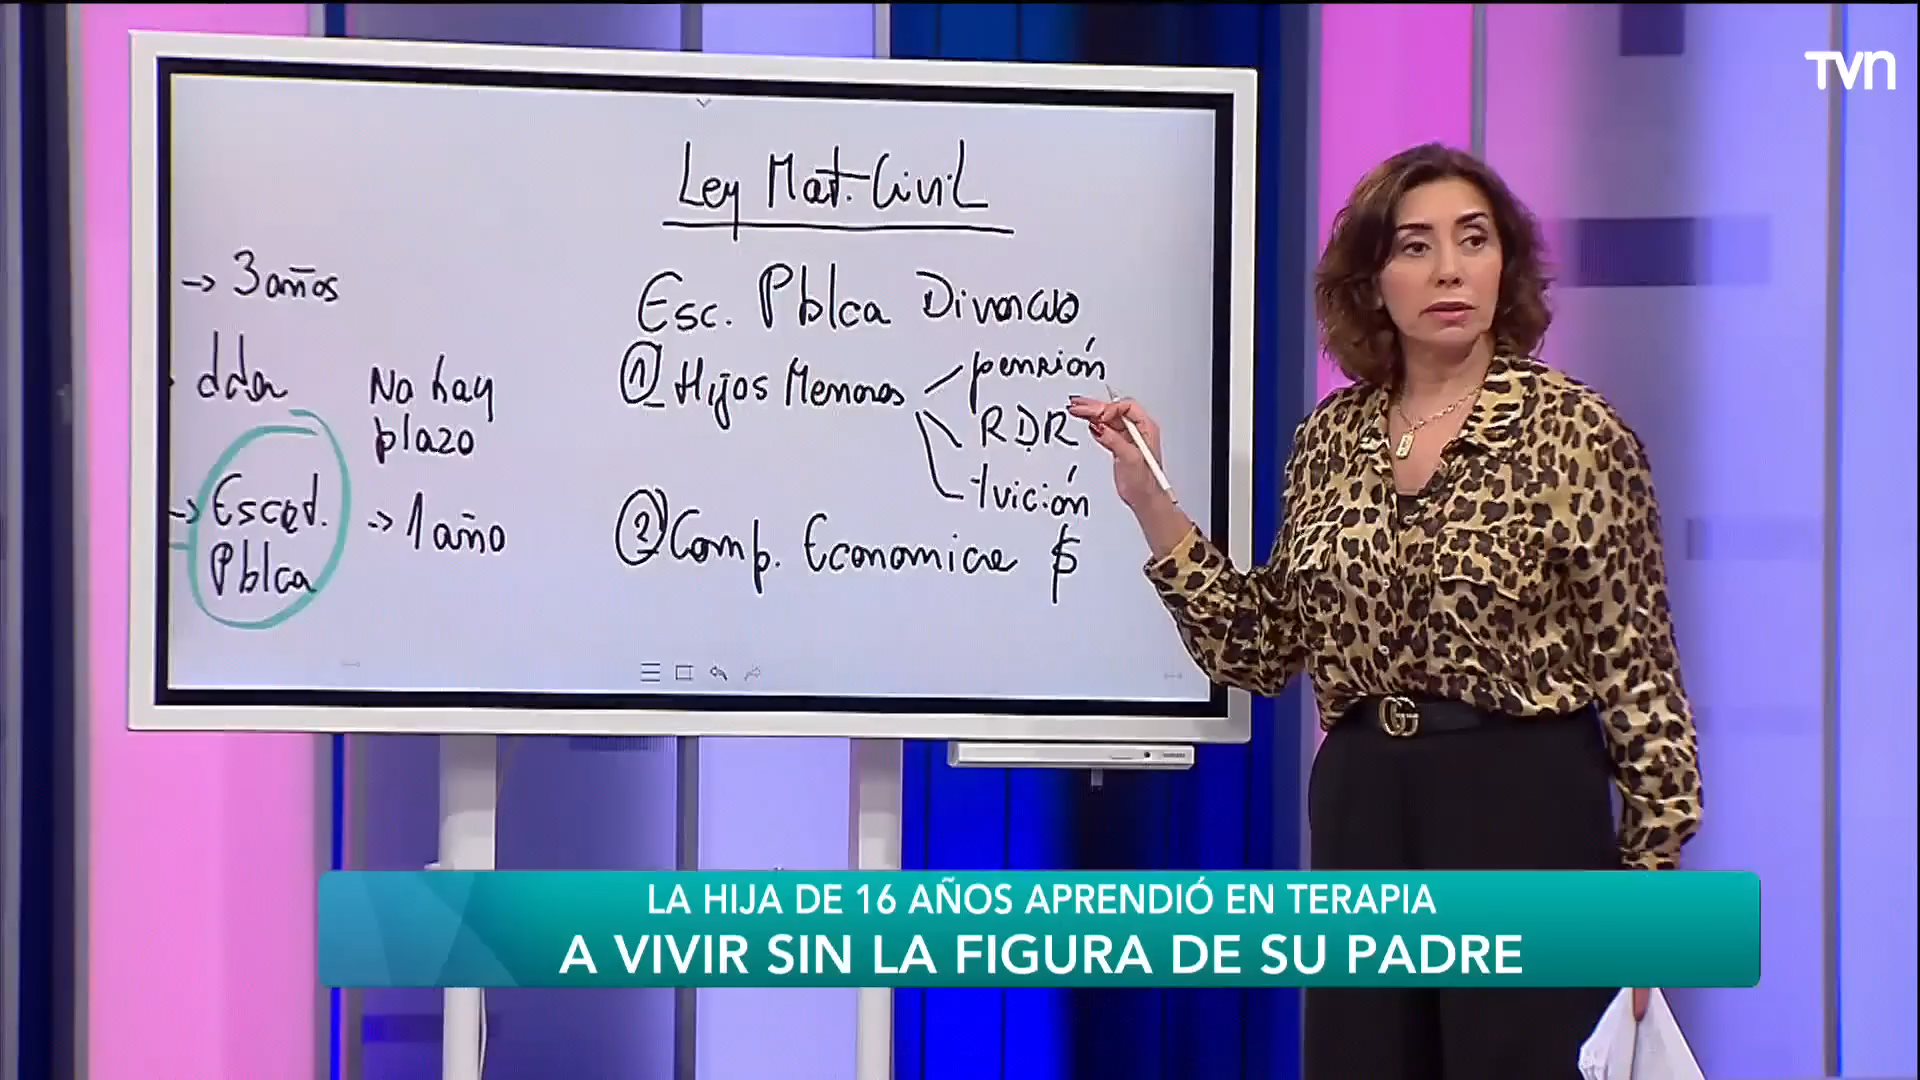 TVN
Ley Mat. Civil
-> 3 años
dda
No hay
plazo
-> Escrit. Pblca
-> 1 año
Esc. Pblca Divorcio
① Hijos Menores
pensión
RDR
tuición
② Comp. Economica $
LA HIJA DE 16 AÑOS APRENDIÓ EN TERAPIA
A VIVIR SIN LA FIGURA DE SU PADRE